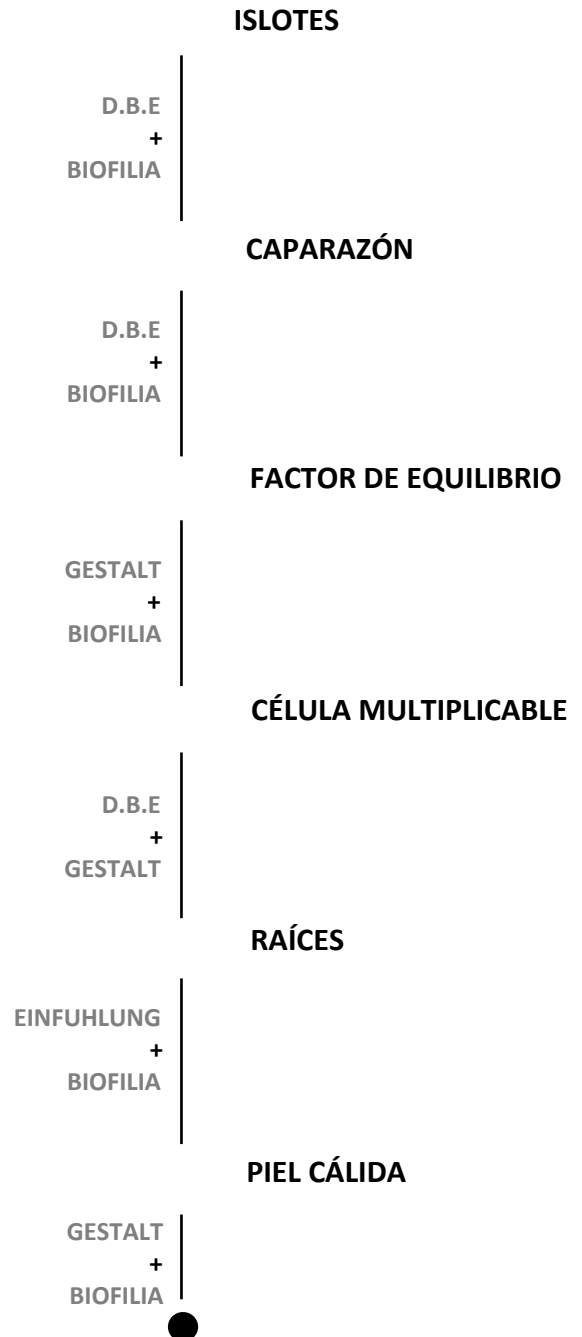 ISLOTES
D.B.E
+
BIOFILIA
CAPARAZÓN
D.B.E
+
BIOFILIA
FACTOR DE EQUILIBRIO
GESTALT
+
BIOFILIA
CÉLULA MULTIPLICABLE
D.B.E
+
GESTALT
RAÍCES
EINFUHLUNG
+
BIOFILIA
PIEL CÁLIDA
GESTALT
+
BIOFILIA